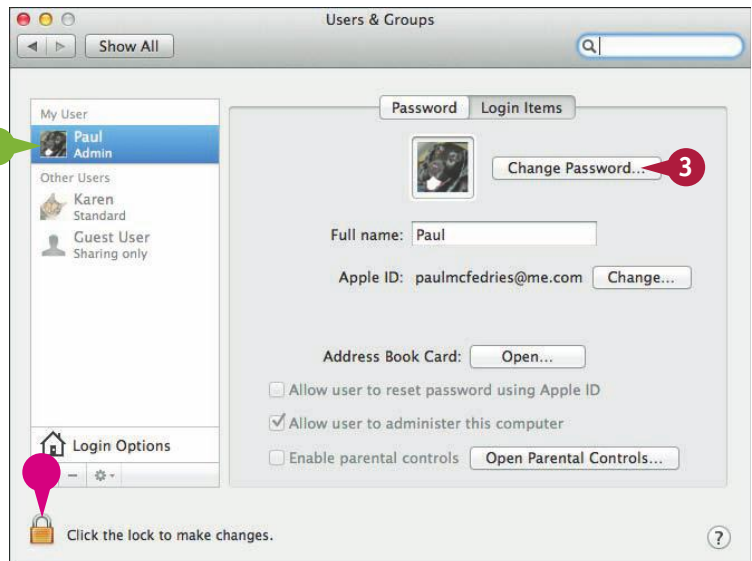 Users & Groups
Show All
Password Login Items
My User
Paul
Admin
Other Users
Karen
Standard
Guest User
Sharing only
Change Password...
3
Full name: Paul
Apple ID: paulmcfedries@me.com Change...
Address Book Card: Open...
Allow user to reset password using Apple ID
Allow user to administer this computer
Enable parental controls Open Parental Controls...
Login Options
Click the lock to make changes.
?